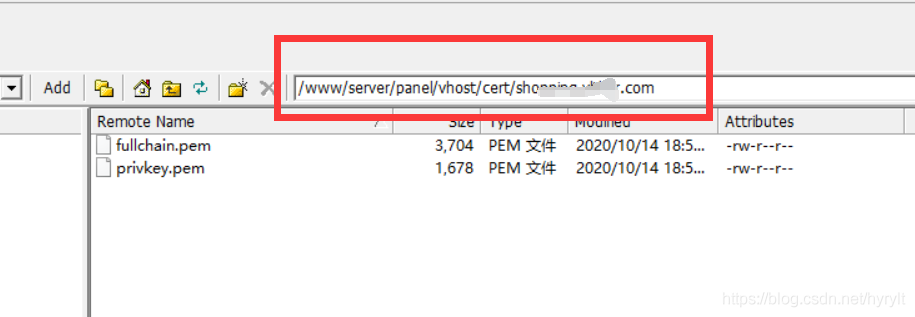 Add
/www/server/panel/vhost/cert/shopping.
.com
Remote Name Size Type Modified Attributes
fullchain.pem 3,704 PEM 文件 2020/10/14 18:5... -rw-r--r--
privkey.pem 1,678 PEM 文件 2020/10/14 18:5... -rw-r--r--
https://blog.csdn.net/hyrylt